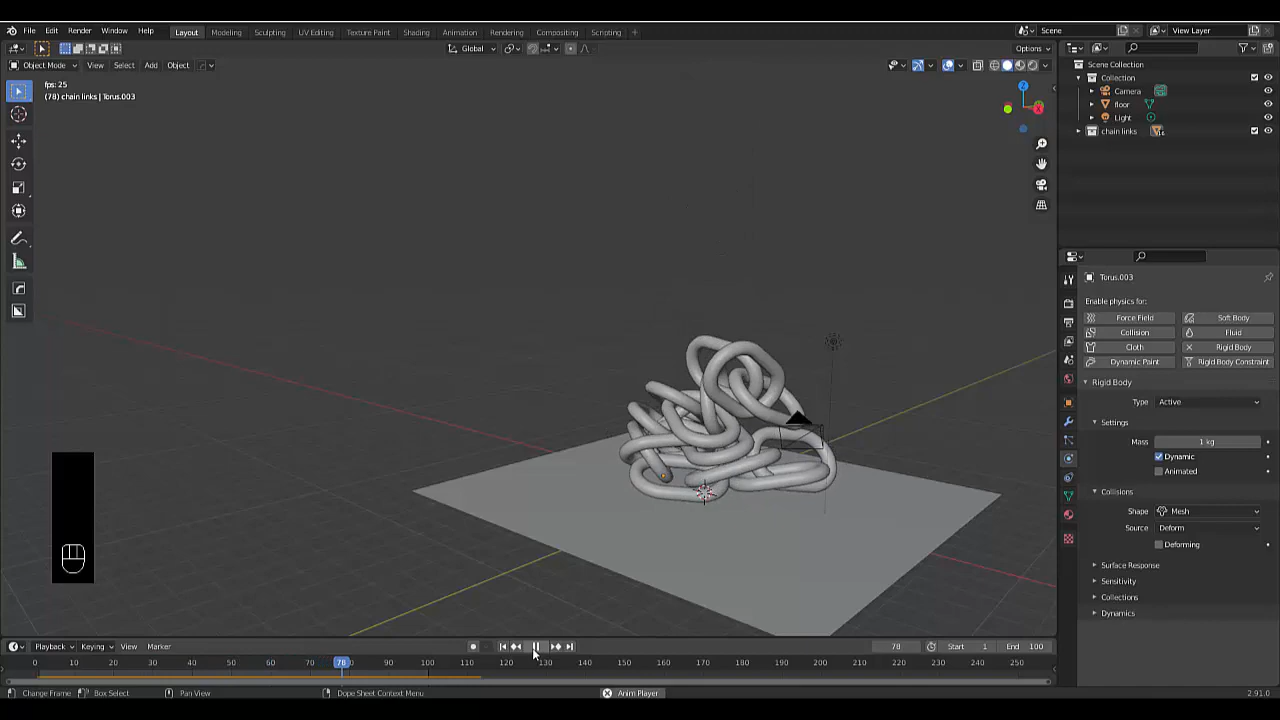 File Edit Render Window Help Layout Modeling Sculpting UV Editing Texture Paint Shading Animation Rendering Compositing Scripting + Scene View Layer
Global Options
Object Mode View Select Add Object
fps: 25
(78) chain links | Torus.003
Z
Scene Collection
Collection
Camera
floor
Light
chain links
Torus.003
Enable physics for:
Force Field Soft Body
Collision Fluid
Cloth Rigid Body
Dynamic Paint Rigid Body Constraint
Rigid Body
Type Active
Settings
Mass 1 kg
Dynamic
Animated
Collisions
Shape Mesh
Source Deform
Deforming
Surface Response
Sensitivity
Collections
Dynamics
Playback Keying View Marker 78 Start 1 End 100
0 10 20 30 40 50 60 70 78 90 100 110 120 130 140 150 160 170 180 190 200 210 220 230 240 250
Change Frame Box Select Pan View Dope Sheet Context Menu Anim Player 2.91.0